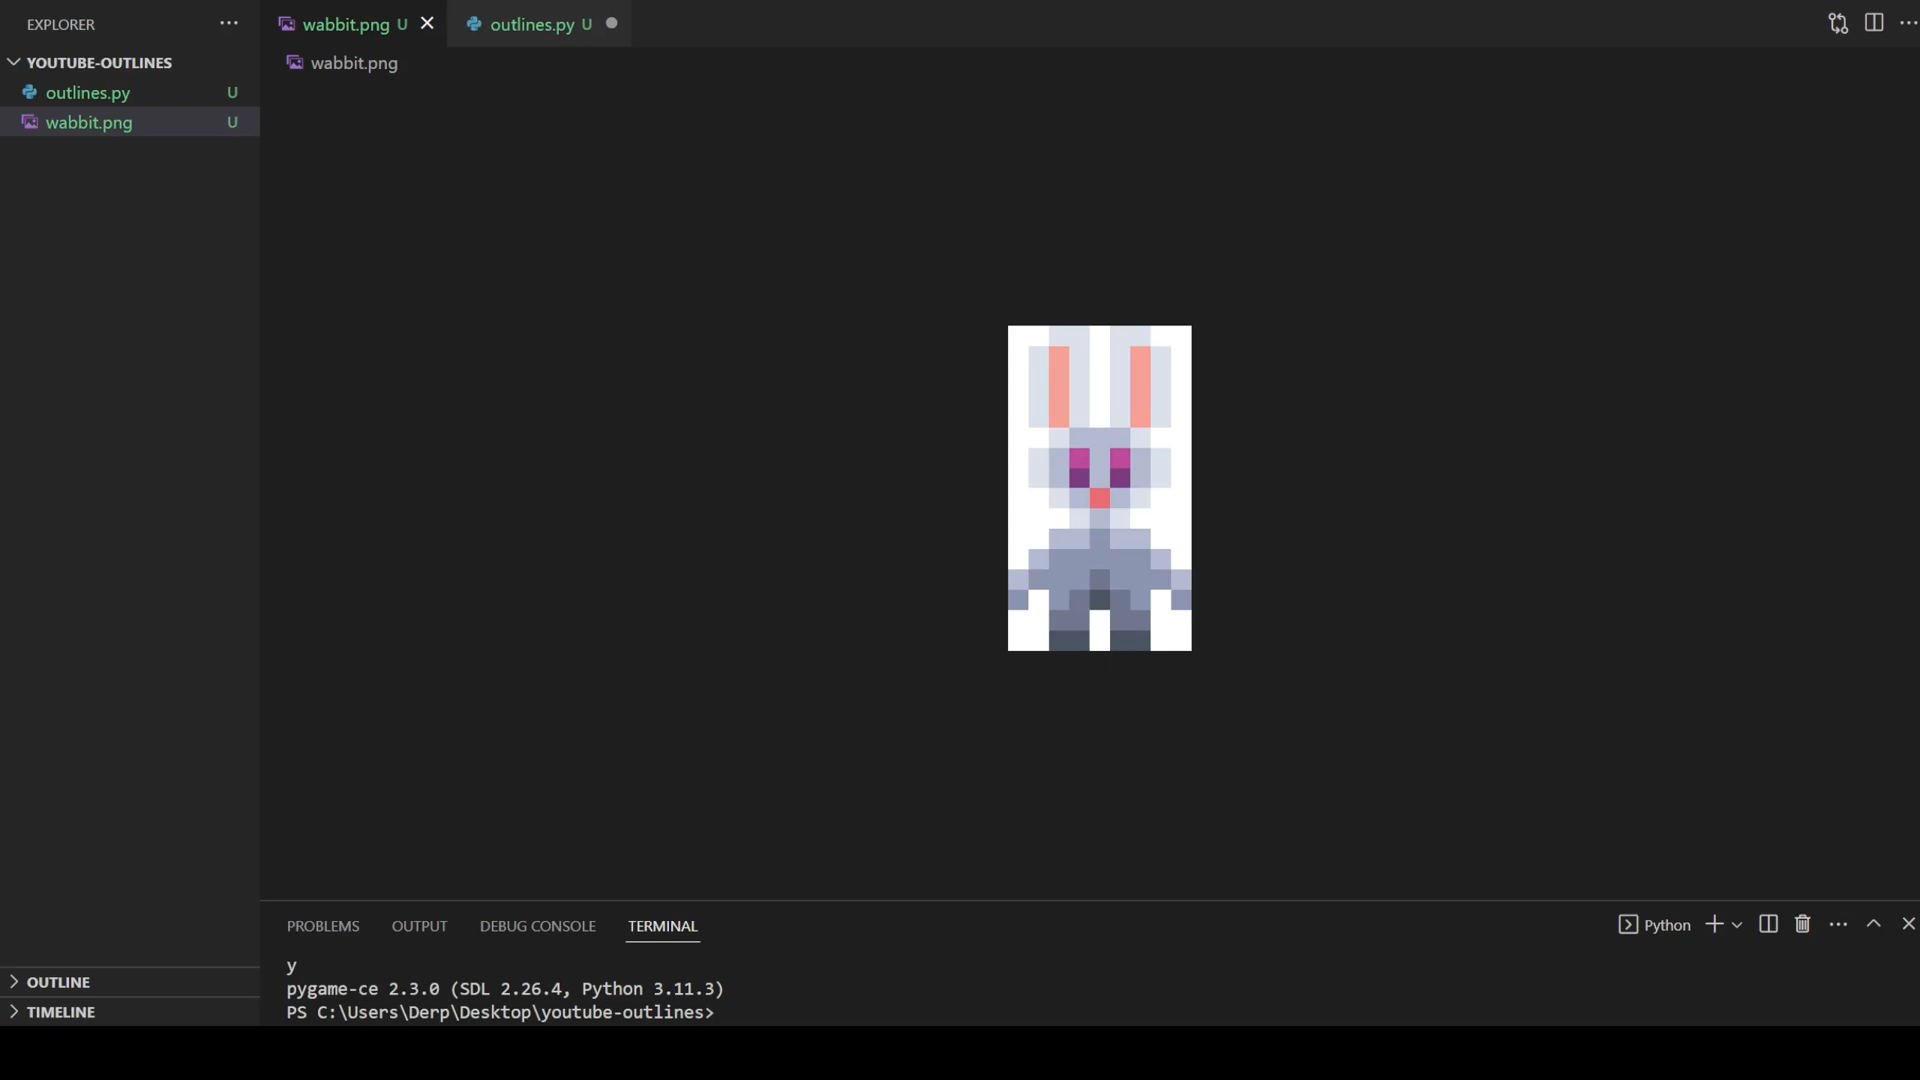 EXPLORER
wabbit.png U
outlines.py U
YOUTUBE-OUTLINES
wabbit.png
outlines.py U
wabbit.png U
PROBLEMS OUTPUT DEBUG CONSOLE TERMINAL
Python
y
pygame-ce 2.3.0 (SDL 2.26.4, Python 3.11.3)
PS C:\Users\Derp\Desktop\youtube-outlines>
OUTLINE
TIMELINE